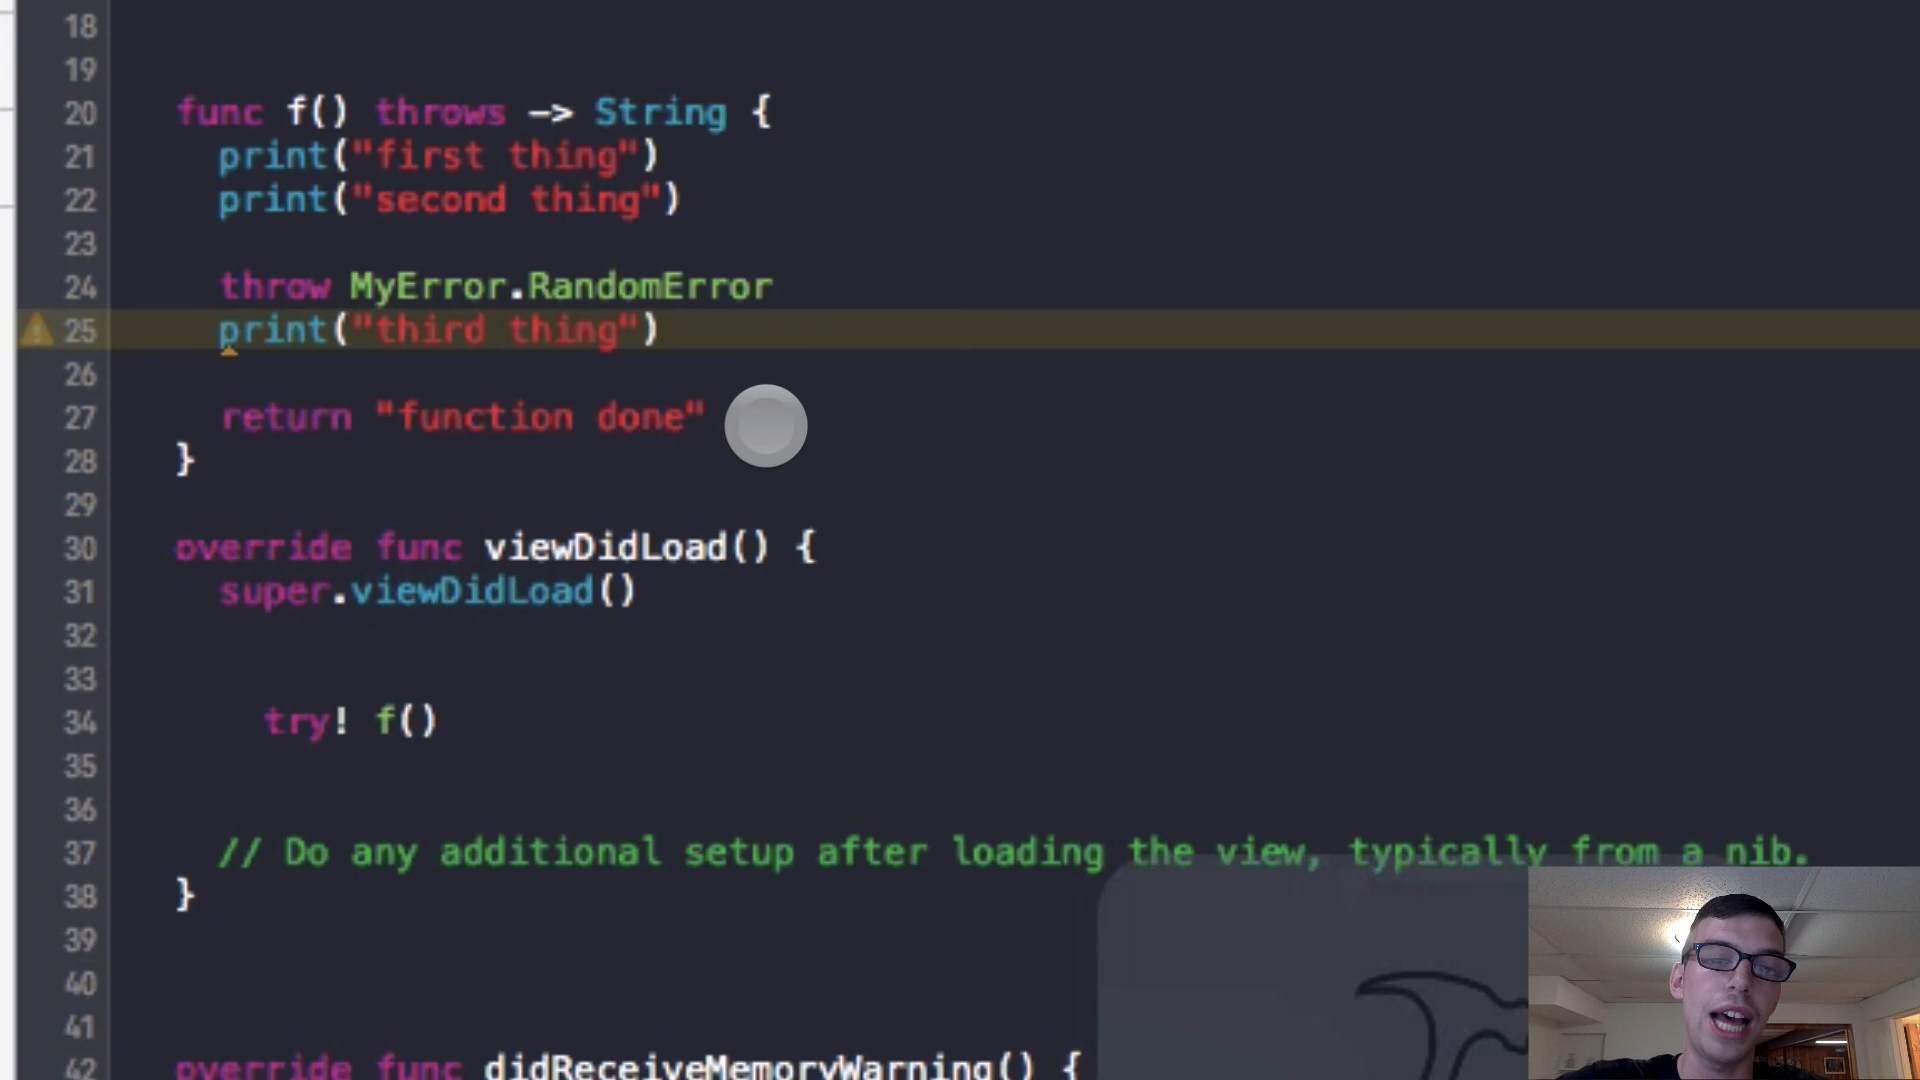 18
19
20 func f() throws -> String {
21 print("first thing")
22 print("second thing")
23
24 throw MyError.RandomError
25 print("third thing")
26
27 return "function done"
28 }
29
30 override func viewDidLoad() {
31 super.viewDidLoad()
32
33
34 try! f()
35
36
37 // Do any additional setup after loading the view, typically from a nib.
38 }
39
40
41
42 override func didReceiveMemoryWarning() {